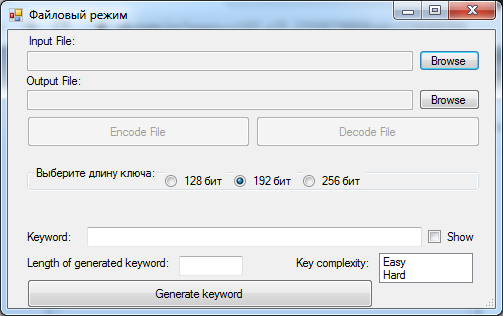 Файловый режим
Input File:
Browse
Output File:
Browse
Encode File Decode File
Выберите длину ключа: 128 бит 192 бит 256 бит
Keyword: Show
Length of generated keyword: Key complexity: Easy
Hard
Generate keyword